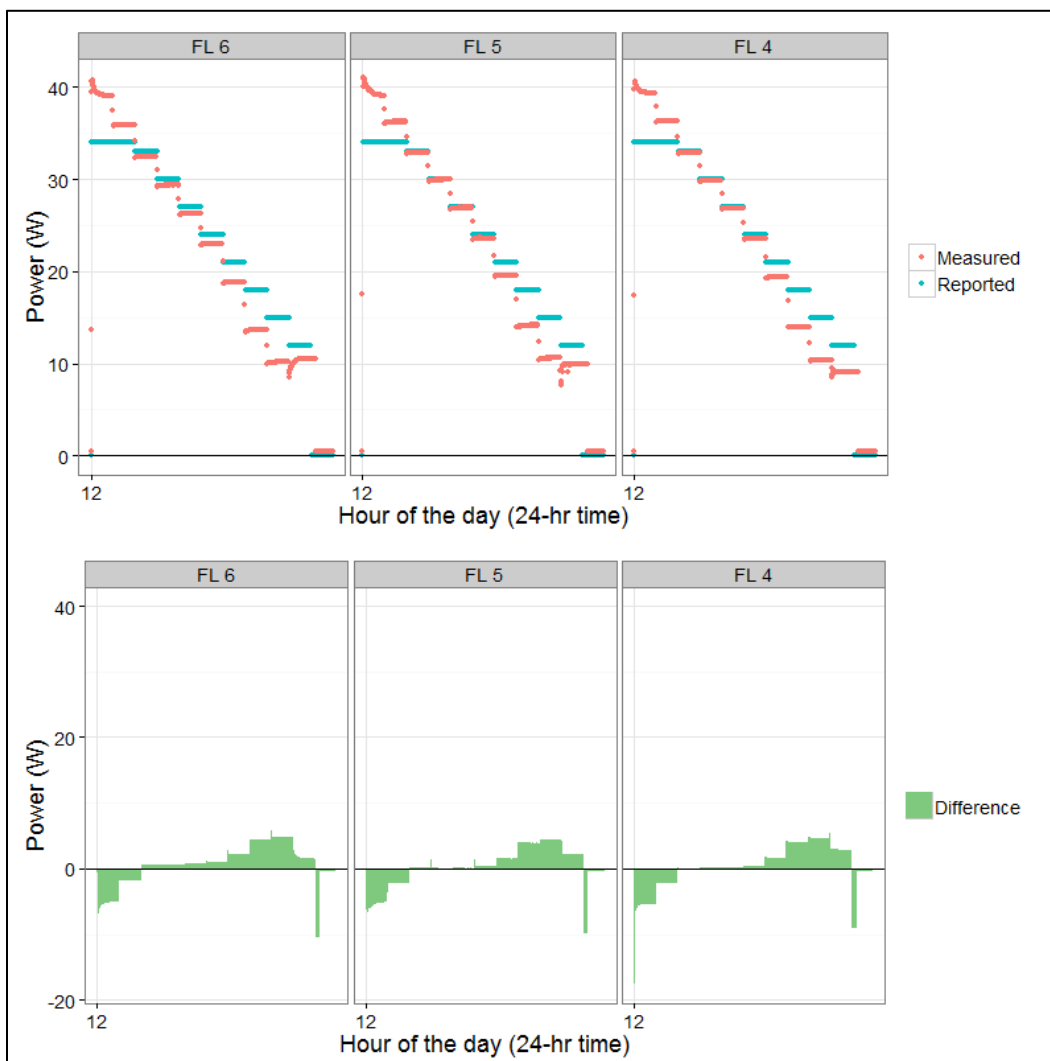 FL 6
FL 5
FL 4
Power (W)
40
30
20
10
0
12
12
12
Hour of the day (24-hr time)
Measured
Reported
FL 6
FL 5
FL 4
Power (W)
40
20
0
-20
12
12
12
Hour of the day (24-hr time)
Difference